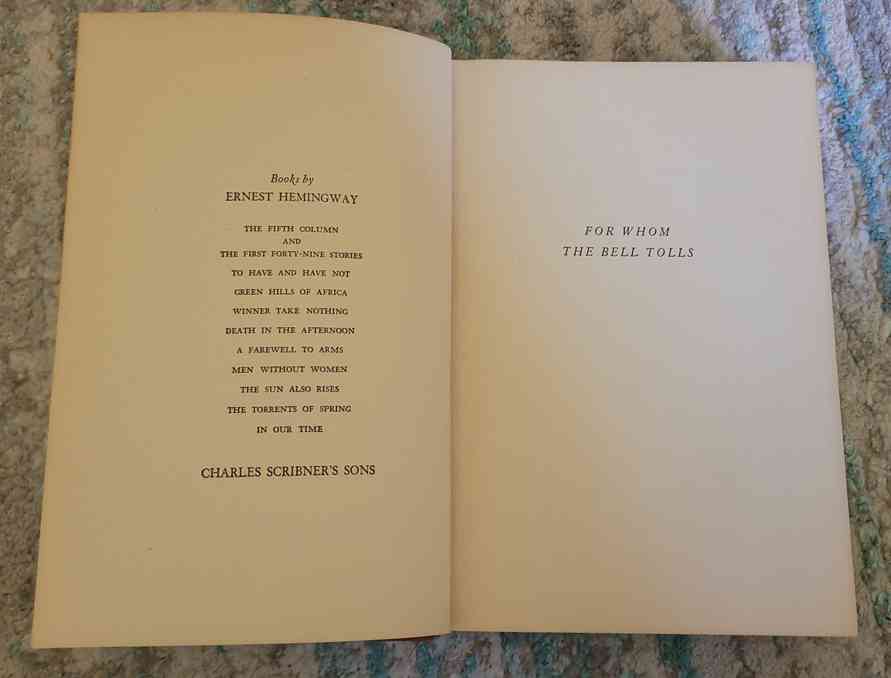 Books by
ERNEST HEMINGWAY
THE FIFTH COLUMN
AND
THE FIRST FORTY-NINE STORIES
TO HAVE AND HAVE NOT
GREEN HILLS OF AFRICA
WINNER TAKE NOTHING
DEATH IN THE AFTERNOON
A FAREWELL TO ARMS
MEN WITHOUT WOMEN
THE SUN ALSO RISES
THE TORRENTS OF SPRING
IN OUR TIME
CHARLES SCRIBNER'S SONS
FOR WHOM
THE BELL TOLLS